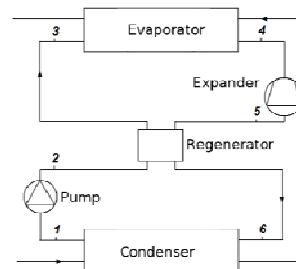 Evaporator
3
4
Expander
5
Regenerator
2
Pump
1
6
Condenser